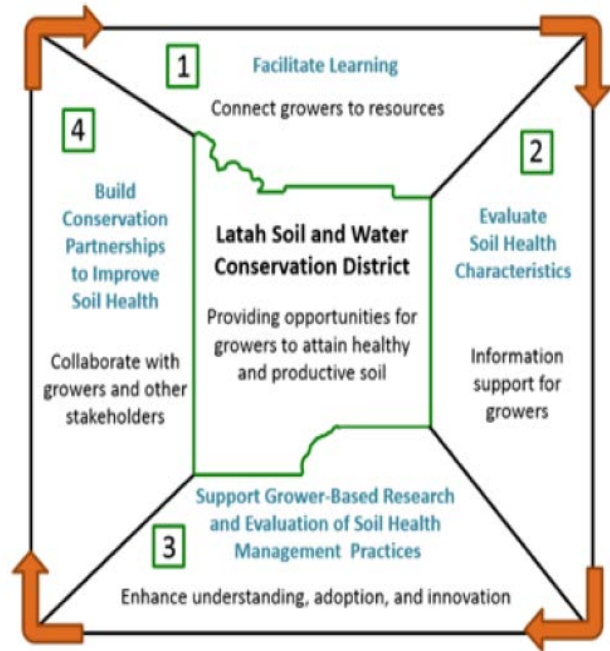 1
Facilitate Learning
Connect growers to resources
2
Evaluate
Soil Health
Characteristics
Information
support for
growers
3
Support Grower-Based Research
and Evaluation of Soil Health
Management Practices
Enhance understanding, adoption, and innovation
4
Build
Conservation
Partnerships
to Improve
Soil Health
Collaborate with
growers and other
stakeholders
Latah Soil and Water
Conservation District
Providing opportunities for
growers to attain healthy
and productive soil